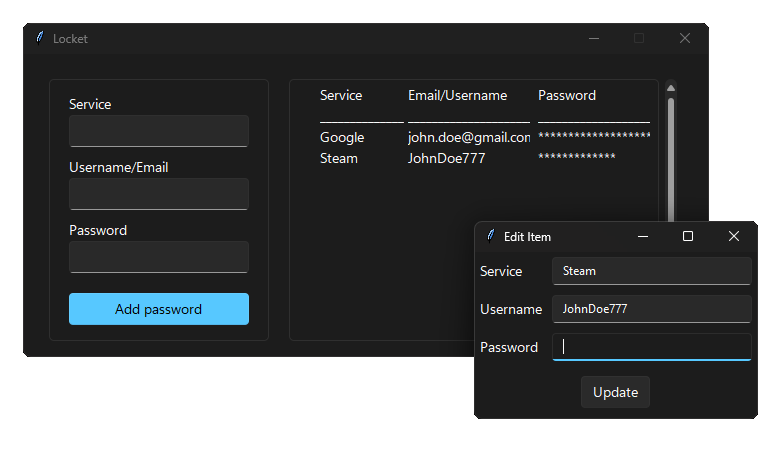 Locket
Service
Username/Email
Password
Add password
Service Email/Username Password
Google john.doe@gmail.con ********************
Steam JohnDoe777 *************
Edit Item
Service Steam
Username JohnDoe777
Password
Update